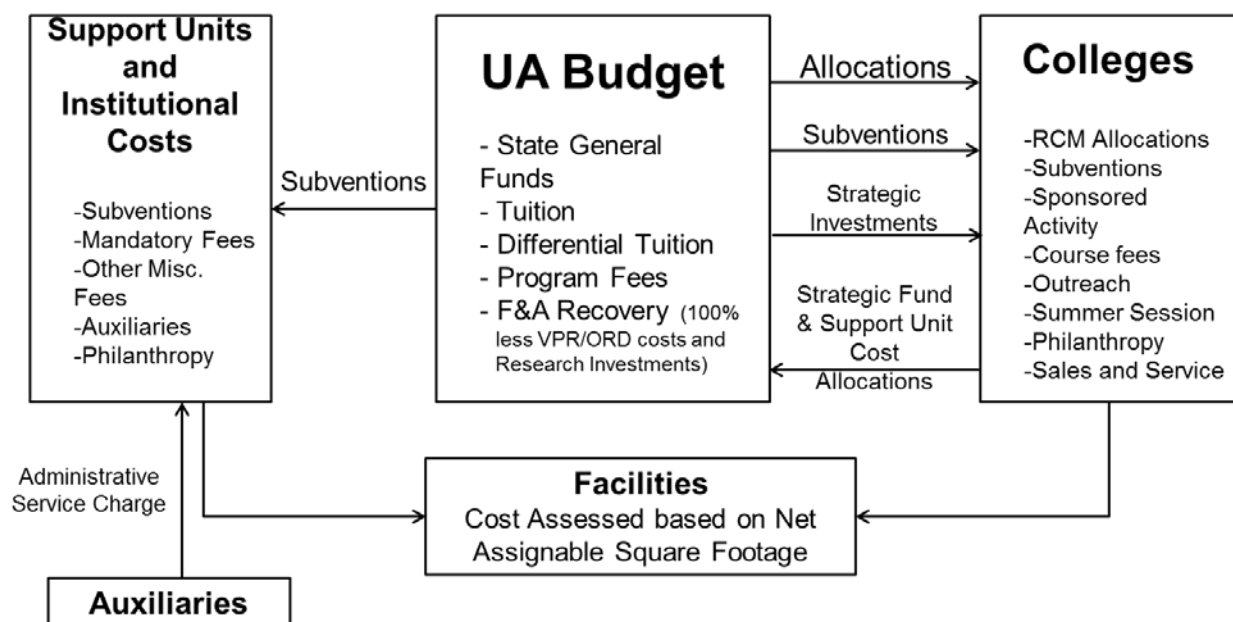 Support Units
and
Institutional
Costs
-Subventions
-Mandatory Fees
-Other Misc.
Fees
-Auxiliaries
-Philanthropy
Subventions
UA Budget
- State General
Funds
- Tuition
- Differential Tuition
- Program Fees
- F&A Recovery (100%
less VPR/ORD costs and
Research Investments)
Allocations
Subventions
Strategic
Investments
Strategic Fund
& Support Unit
Cost
Allocations
Colleges
-RCM Allocations
-Subventions
-Sponsored
Activity
-Course fees
-Outreach
-Summer Session
-Philanthropy
-Sales and Service
Administrative
Service Charge
Facilities
Cost Assessed based on Net
Assignable Square Footage
Auxiliaries